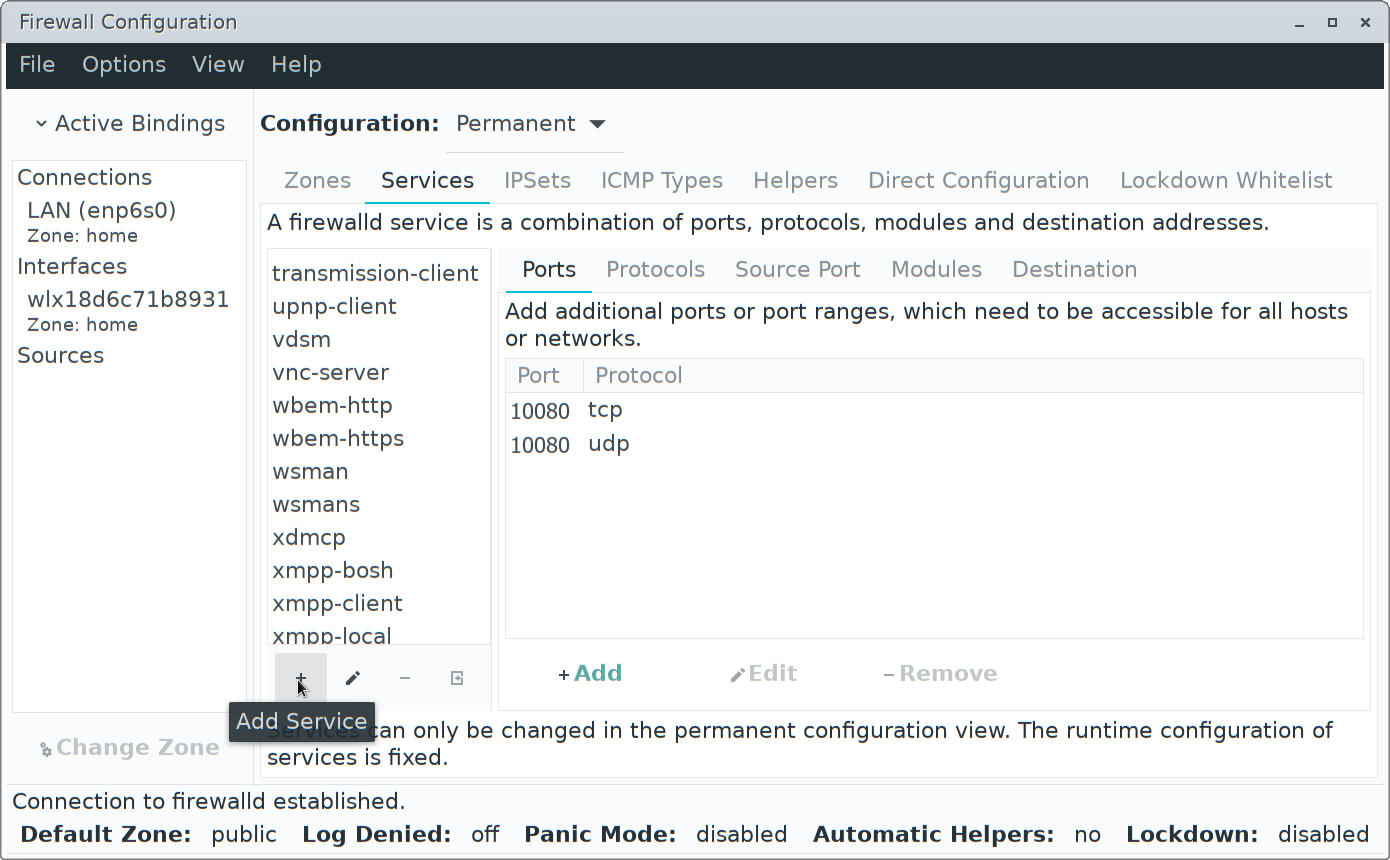 Firewall Configuration
File Options View Help
Active Bindings
Connections
LAN (enp6s0)
Zone: home
Interfaces
wlx18d6c71b8931
Zone: home
Sources
Change Zone
Configuration: Permanent
Zones Services IPSets ICMP Types Helpers Direct Configuration Lockdown Whitelist
A firewalld service is a combination of ports, protocols, modules and destination addresses.
transmission-client
upnp-client
vdsm
vnc-server
wbem-http
wbem-https
wsman
wsmans
xdmcp
xmpp-bosh
xmpp-client
xmpp-local
Add Service
Ports Protocols Source Port Modules Destination
Add additional ports or port ranges, which need to be accessible for all hosts
or networks.
Port Protocol
10080 tcp
10080 udp
Add Edit Remove
Services can only be changed in the permanent configuration view. The runtime configuration of
services is fixed.
Connection to firewalld established.
Default Zone: public Log Denied: off Panic Mode: disabled Automatic Helpers: no Lockdown: disabled